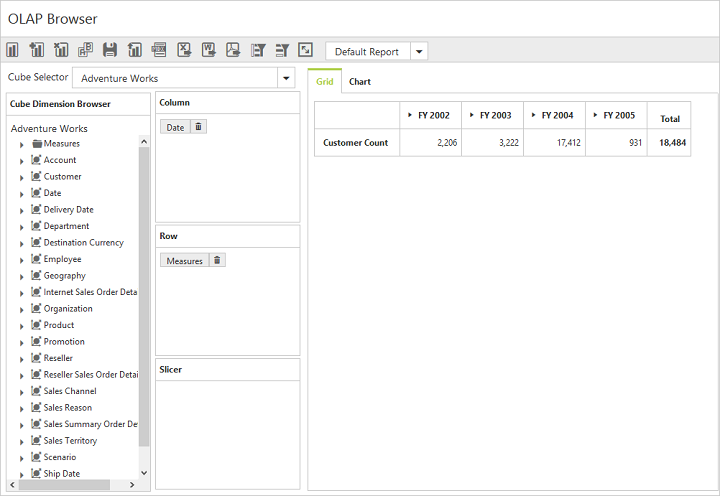 OLAP Browser
Default Report
Cube Selector Adventure Works
Cube Dimension Browser
Adventure Works
Measures
Account
Customer
Date
Delivery Date
Department
Destination Currency
Employee
Geography
Internet Sales Order Deta
Organization
Product
Promotion
Reseller
Reseller Sales Order Detai
Sales Channel
Sales Reason
Sales Summary Order De
Sales Territory
Scenario
Ship Date
Column
Date
Row
Measures
Slicer
Grid Chart
FY 2002 FY 2003 FY 2004 FY 2005 Total
Customer Count 2,206 3,222 17,412 931 18,484